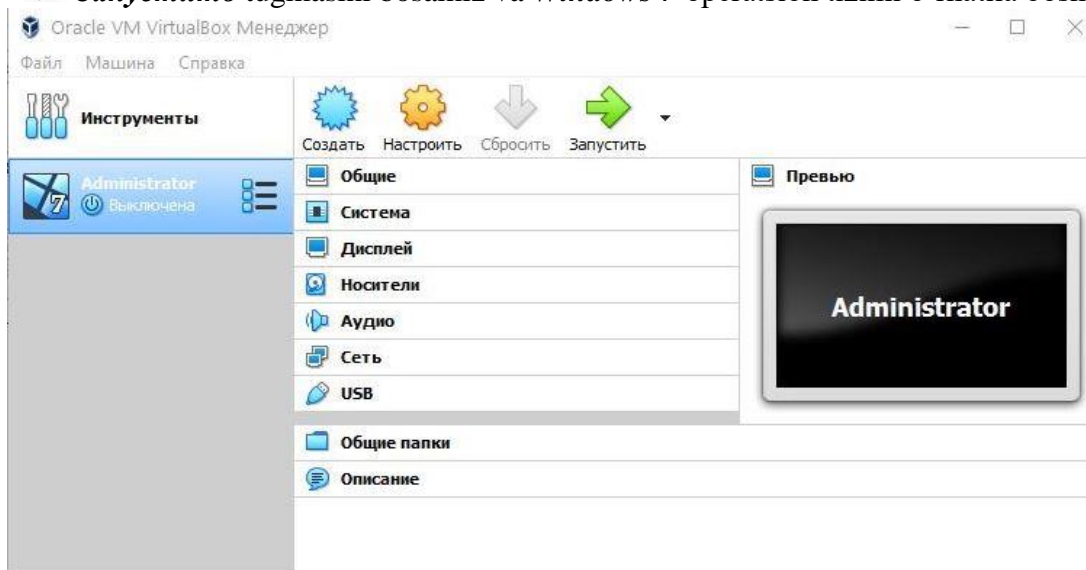 Oracle VM VirtualBox Менеджер
Файл Машина Справка
Инструменты
Создать Настроить Сбросить Запустить
Administrator
Выключена
Общие
Система
Дисплей
Носители
Аудио
Сеть
USB
Общие папки
Описание
Превью
Administrator